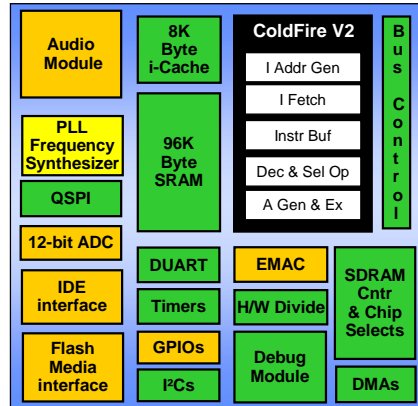 Audio
Module
8K
Byte
i-Cache
ColdFire V2
I Addr Gen
I Fetch
Instr Buf
Dec & Sel Op
A Gen & Ex
Bus
Control
PLL
Frequency
Synthesizer
96K
Byte
SRAM
QSPI
12-bit ADC
IDE
interface
Flash
Media
interface
DUART
Timers
GPIOs
I²Cs
EMAC
H/W Divide
Debug
Module
SDRAM
Cntr
& Chip
Selects
DMAs